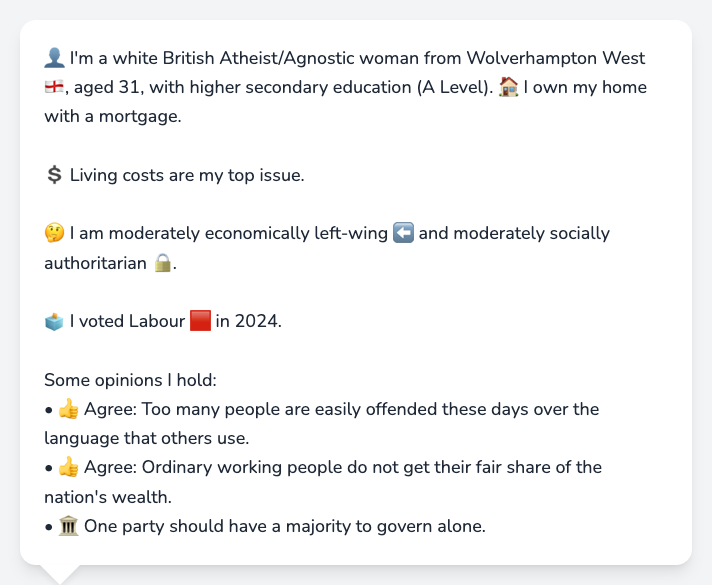 👤 I'm a white British Atheist/Agnostic woman from Wolverhampton West
🏴󠁧󠁢󠁥󠁮󠁧󠁿, aged 31, with higher secondary education (A Level). 🏠 I own my home
with a mortgage.
💲 Living costs are my top issue.
🤔 I am moderately economically left-wing ⬅️ and moderately socially
authoritarian 🔒.
🗳️ I voted Labour 🟥 in 2024.
Some opinions I hold:
• 👍 Agree: Too many people are easily offended these days over the
language that others use.
• 👍 Agree: Ordinary working people do not get their fair share of the
nation's wealth.
• 🏛️ One party should have a majority to govern alone.